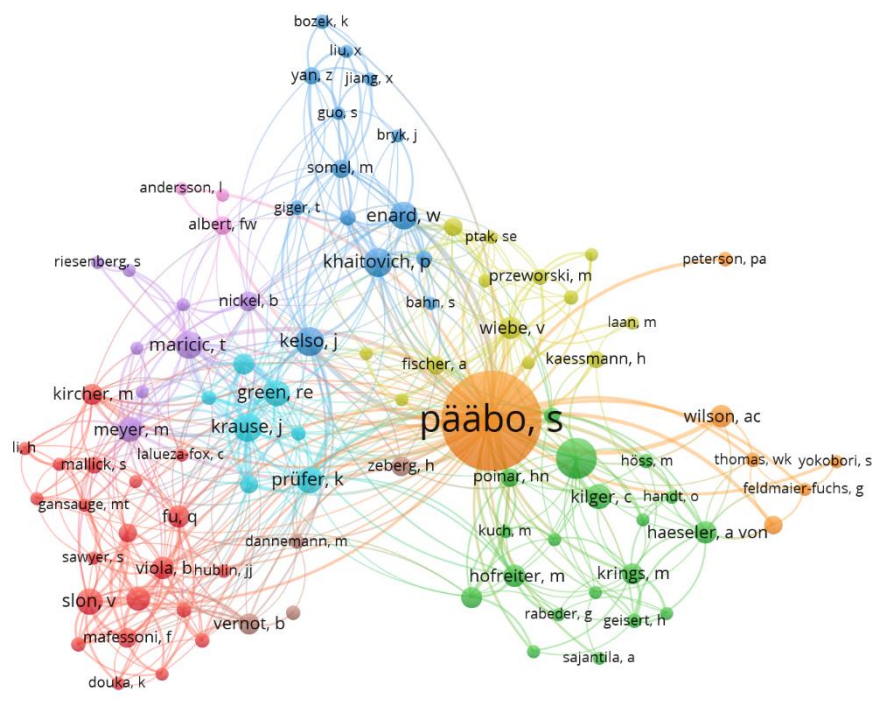 bozek, k
liu, x
yan, z
jiang, x
guo, s
bryk, j
somel, m
andersson, l
giger, t
enard, w
albert, fw
ptak, se
riesenberg, s
khaitovich, p
peterson, pa
przeworski, m
nickel, b
bahn, s
laan, m
wiebe, v
maricic, t
kelso, j
fischer, a
kaessmann, h
kircher, m
green, re
pääbo, s
wilson, ac
meyer, m
krause, j
li, h
lalueza-fox, c
mallick, s
zeberg, h
höss, m
thomas, wk
yokobori, s
prüfer, k
poinar, hn
feldmaier-fuchs, g
gansauge, mt
kilger, c
handt, o
fu, q
kuch, m
haeseler, a von
dannemann, m
sawyer, s
viola, b
hublin, jj
hofreiter, m
krings, m
slon, v
rabeder, g
geisert, h
vernot, b
mafessoni, f
sajantila, a
douka, k